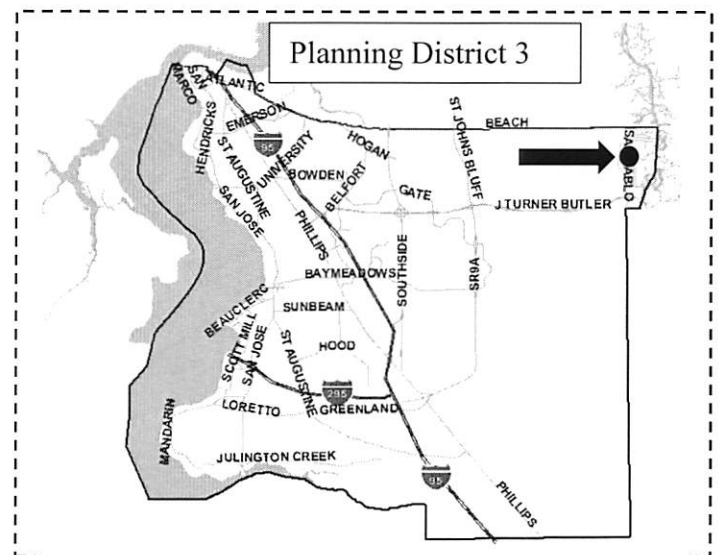 Planning District 3
SAN
MARCO
ATLANTIC
HENDRICKS
EMERSON
95
UNIVERSITY
ST AUGUSTINE
HOGAN
BEACH
ST JOHNS BLUFF
BOWDEN
BELFORT
GATE
J TURNER BUTLER
SAN JOSE
PHILLIPS
BAYMEADOWS
SOUTHSIDE
SR9A
BEAUCLERC
SUNBEAM
SCOTT MILL
SAN JOSE
ST AUGUSTINE
HOOD
295
LORETTO
GREENLAND
MANDARIN
JULINGTON CREEK
95
PHILLIPS